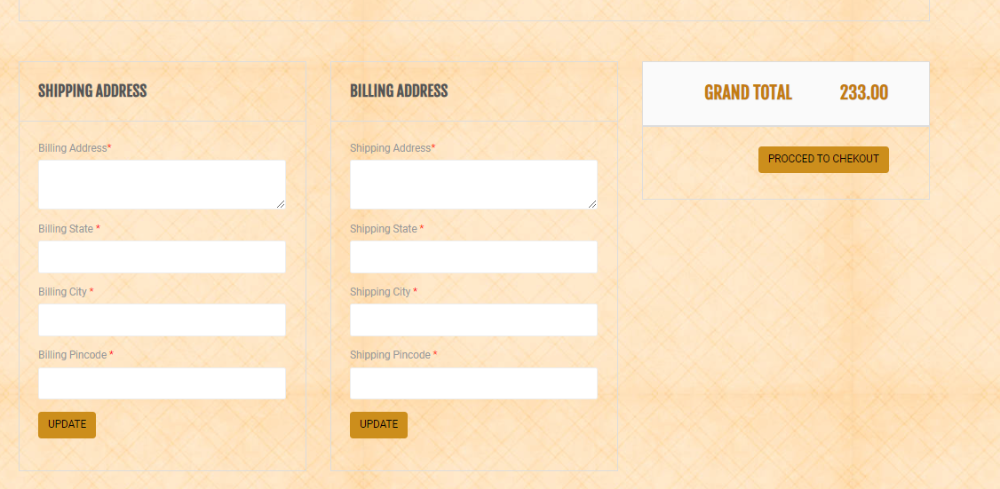 SHIPPING ADDRESS
Billing Address*
Billing State *
Billing City *
Billing Pincode *
UPDATE
BILLING ADDRESS
Shipping Address*
Shipping State *
Shipping City *
Shipping Pincode *
UPDATE
GRAND TOTAL 233.00
PROCCED TO CHEKOUT